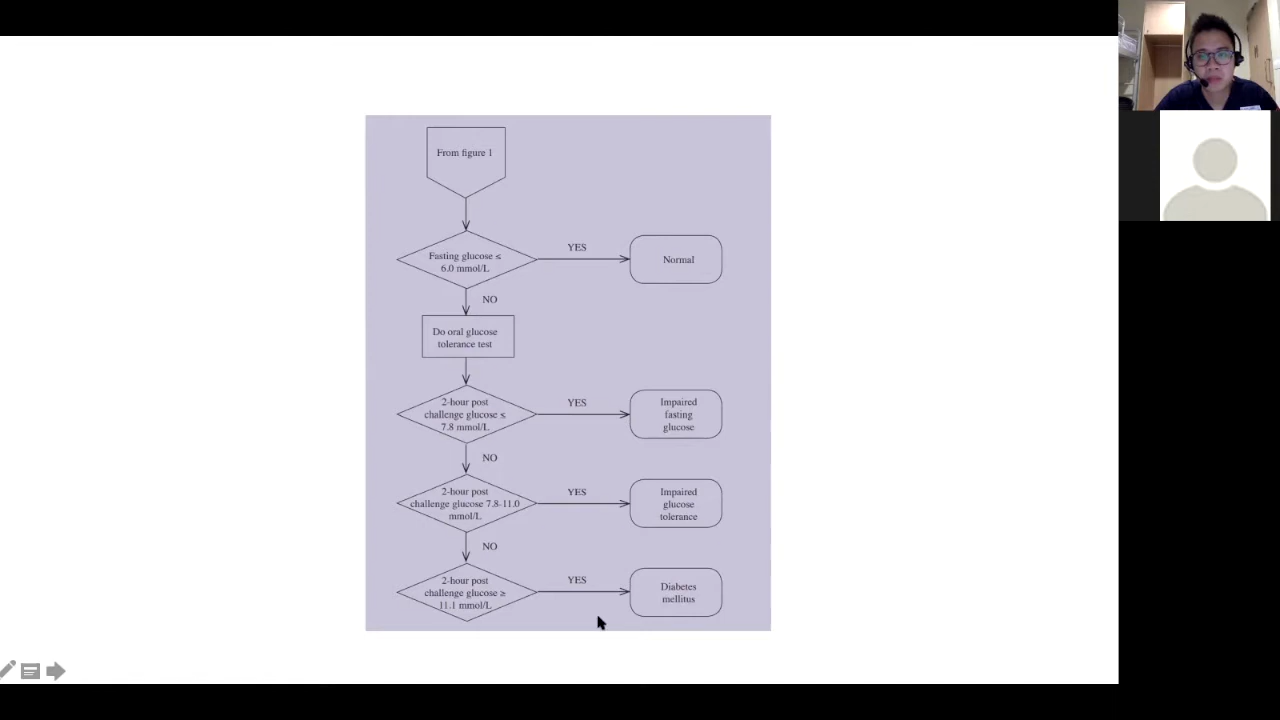 From figure 1
Fasting glucose ≤
6.0 mmol/L
YES
Normal
NO
Do oral glucose
tolerance test
2-hour post
challenge glucose ≤
7.8 mmol/L
YES
Impaired
fasting
glucose
NO
2-hour post
challenge glucose 7.8-11.0
mmol/L
YES
Impaired
glucose
tolerance
NO
2-hour post
challenge glucose ≥
11.1 mmol/L
YES
Diabetes
mellitus